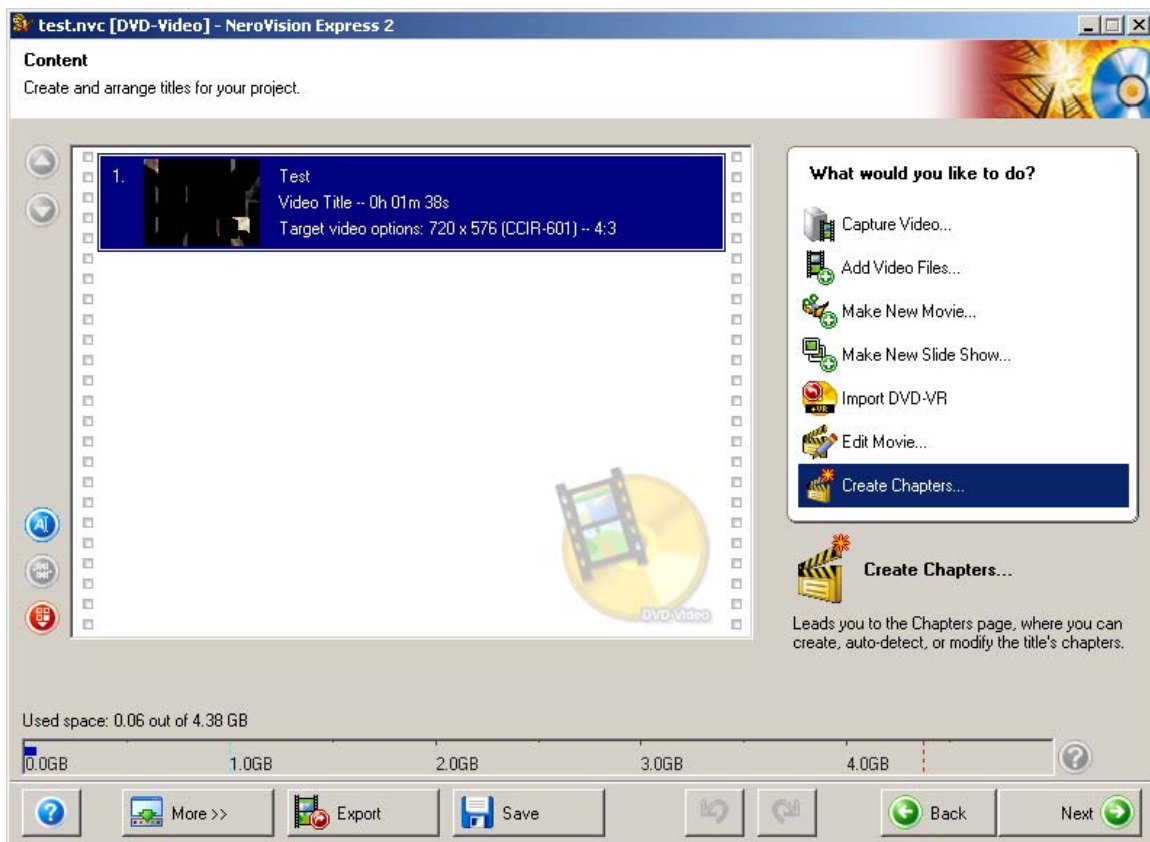 test.nvc [DVD-Video] - NeroVision Express 2
Content
Create and arrange titles for your project.
1.
Test
Video Title -- 0h 01m 38s
Target video options: 720 x 576 (CCIR-601) -- 4:3
DVD-Video
What would you like to do?
Capture Video...
Add Video Files...
Make New Movie...
Make New Slide Show...
+VR
Import DVD-VR
Edit Movie...
Create Chapters...
Create Chapters...
Leads you to the Chapters page, where you can
create, auto-detect, or modify the title's chapters.
Used space: 0.06 out of 4.38 GB
0.0GB 1.0GB 2.0GB 3.0GB 4.0GB
More >> Export Save Back Next